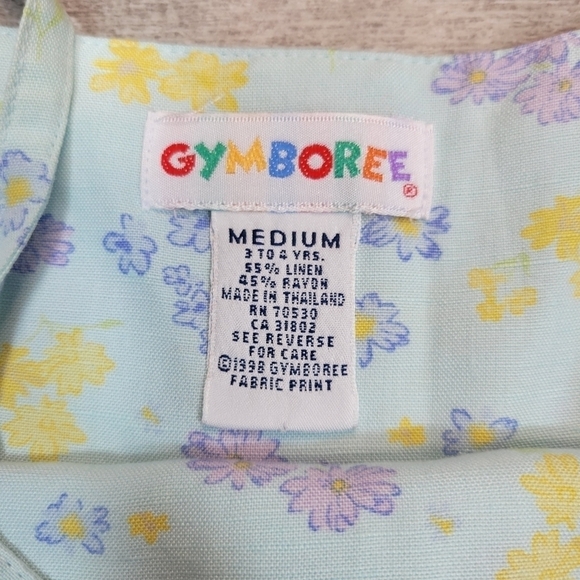 GYMBOREE®
MEDIUM
3 TO 4 YRS.
55% LINEN
45% RAYON
MADE IN THAILAND
RN 70530
CA 31802
SEE REVERSE
FOR CARE
©1998 GYMBOREE
FABRIC PRINT